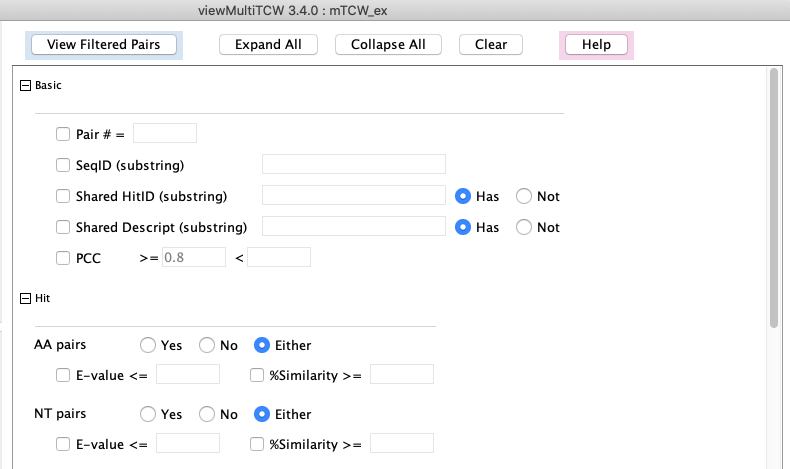 viewMultiTCW 3.4.0 : mTCW_ex
View Filtered Pairs Expand All Collapse All Clear Help
Basic
Pair # =
SeqID (substring)
Shared HitID (substring) Has Not
Shared Descript (substring) Has Not
PCC >= 0.8 <
Hit
AA pairs Yes No Either
E-value <= %Similarity >=
NT pairs Yes No Either
E-value <= %Similarity >=